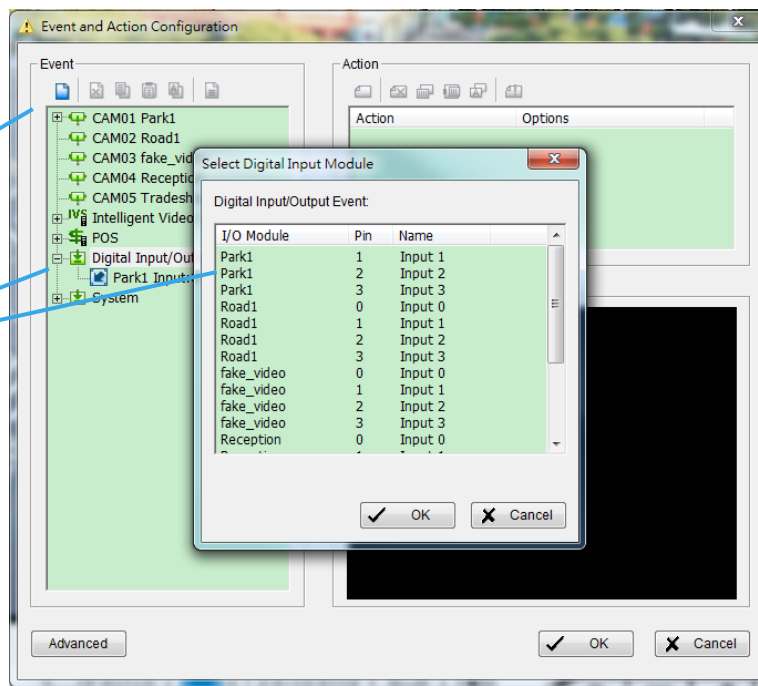 Event and Action Configuration
Event
Action
Action Options
CAM01 Park1
CAM02 Road1
CAM03 fake_vid
CAM04 Receptic
CAM05 Tradesh
IVS Intelligent Video
POS
Digital Input/Out
Park1 Input
System
Select Digital Input Module
Digital Input/Output Event:
I/O Module Pin Name
Park1 1 Input 1
Park1 2 Input 2
Park1 3 Input 3
Road1 0 Input 0
Road1 1 Input 1
Road1 2 Input 2
Road1 3 Input 3
fake_video 0 Input 0
fake_video 1 Input 1
fake_video 2 Input 2
fake_video 3 Input 3
Reception 0 Input 0
OK Cancel
Advanced
OK Cancel